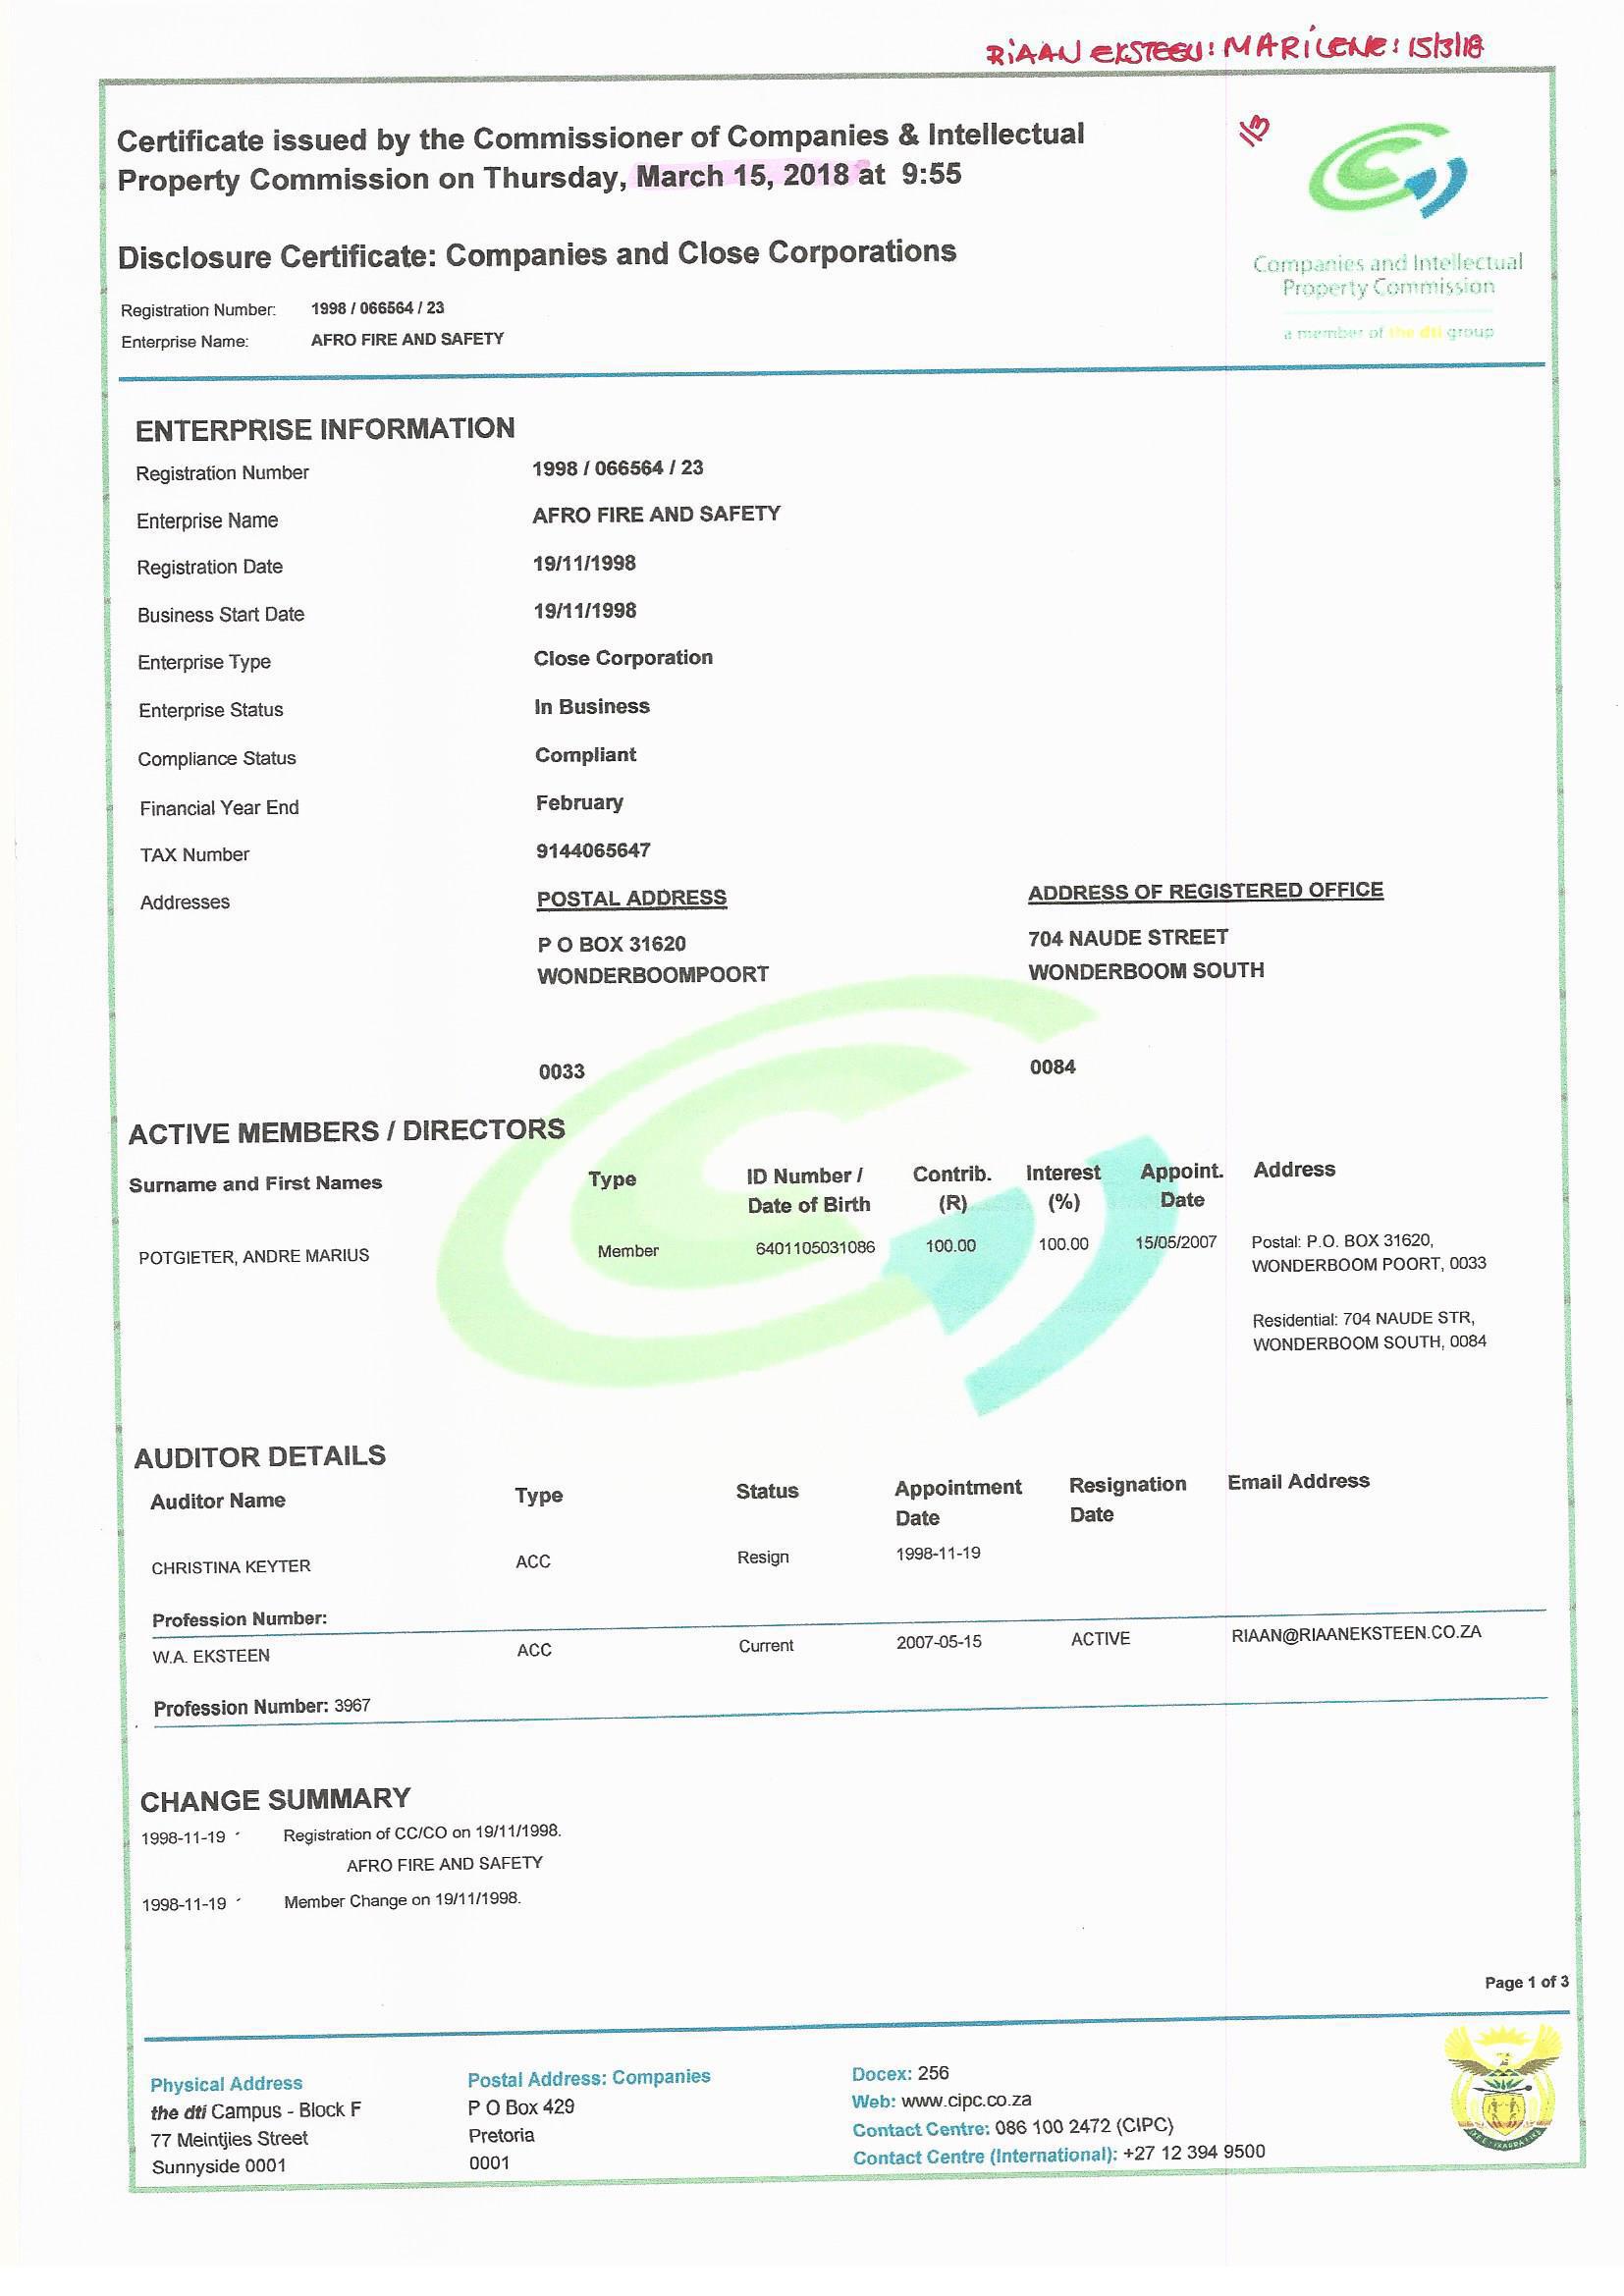 RiAAN EKSTEEN: MARiLENE: 15/3/18
1/3
Certificate issued by the Commissioner of Companies & Intellectual
Property Commission on Thursday, March 15, 2018 at 9:55
Companies and Intellectual
Property Commission
a member of the dti group
Disclosure Certificate: Companies and Close Corporations
Registration Number: 1998 / 066564 / 23
Enterprise Name: AFRO FIRE AND SAFETY
ENTERPRISE INFORMATION
Registration Number 1998 / 066564 / 23
Enterprise Name AFRO FIRE AND SAFETY
Registration Date 19/11/1998
Business Start Date 19/11/1998
Enterprise Type Close Corporation
Enterprise Status In Business
Compliance Status Compliant
Financial Year End February
TAX Number 9144065647
Addresses POSTAL ADDRESS ADDRESS OF REGISTERED OFFICE
P O BOX 31620 704 NAUDE STREET
WONDERBOOMPOORT WONDERBOOM SOUTH
0033 0084
ACTIVE MEMBERS / DIRECTORS
Surname and First Names Type ID Number / Contrib. Interest Appoint. Address
Date of Birth (R) (%) Date
POTGIETER, ANDRE MARIUS Member 6401105031086 100.00 100.00 15/05/2007 Postal: P.O. BOX 31620,
WONDERBOOM POORT, 0033
Residential: 704 NAUDE STR,
WONDERBOOM SOUTH, 0084
AUDITOR DETAILS
Auditor Name Type Status Appointment Resignation Email Address
Date Date
CHRISTINA KEYTER ACC Resign 1998-11-19
Profession Number:
W.A. EKSTEEN ACC Current 2007-05-15 ACTIVE RIAAN@RIAANEKSTEEN.CO.ZA
Profession Number: 3967
CHANGE SUMMARY
1998-11-19 Registration of CC/CO on 19/11/1998.
AFRO FIRE AND SAFETY
1998-11-19 Member Change on 19/11/1998.
Page 1 of 3
Physical Address Postal Address: Companies Docex: 256
the dti Campus - Block F P O Box 429 Web: www.cipc.co.za
77 Meintjies Street Pretoria Contact Centre: 086 100 2472 (CIPC)
Sunnyside 0001 0001 Contact Centre (International): +27 12 394 9500